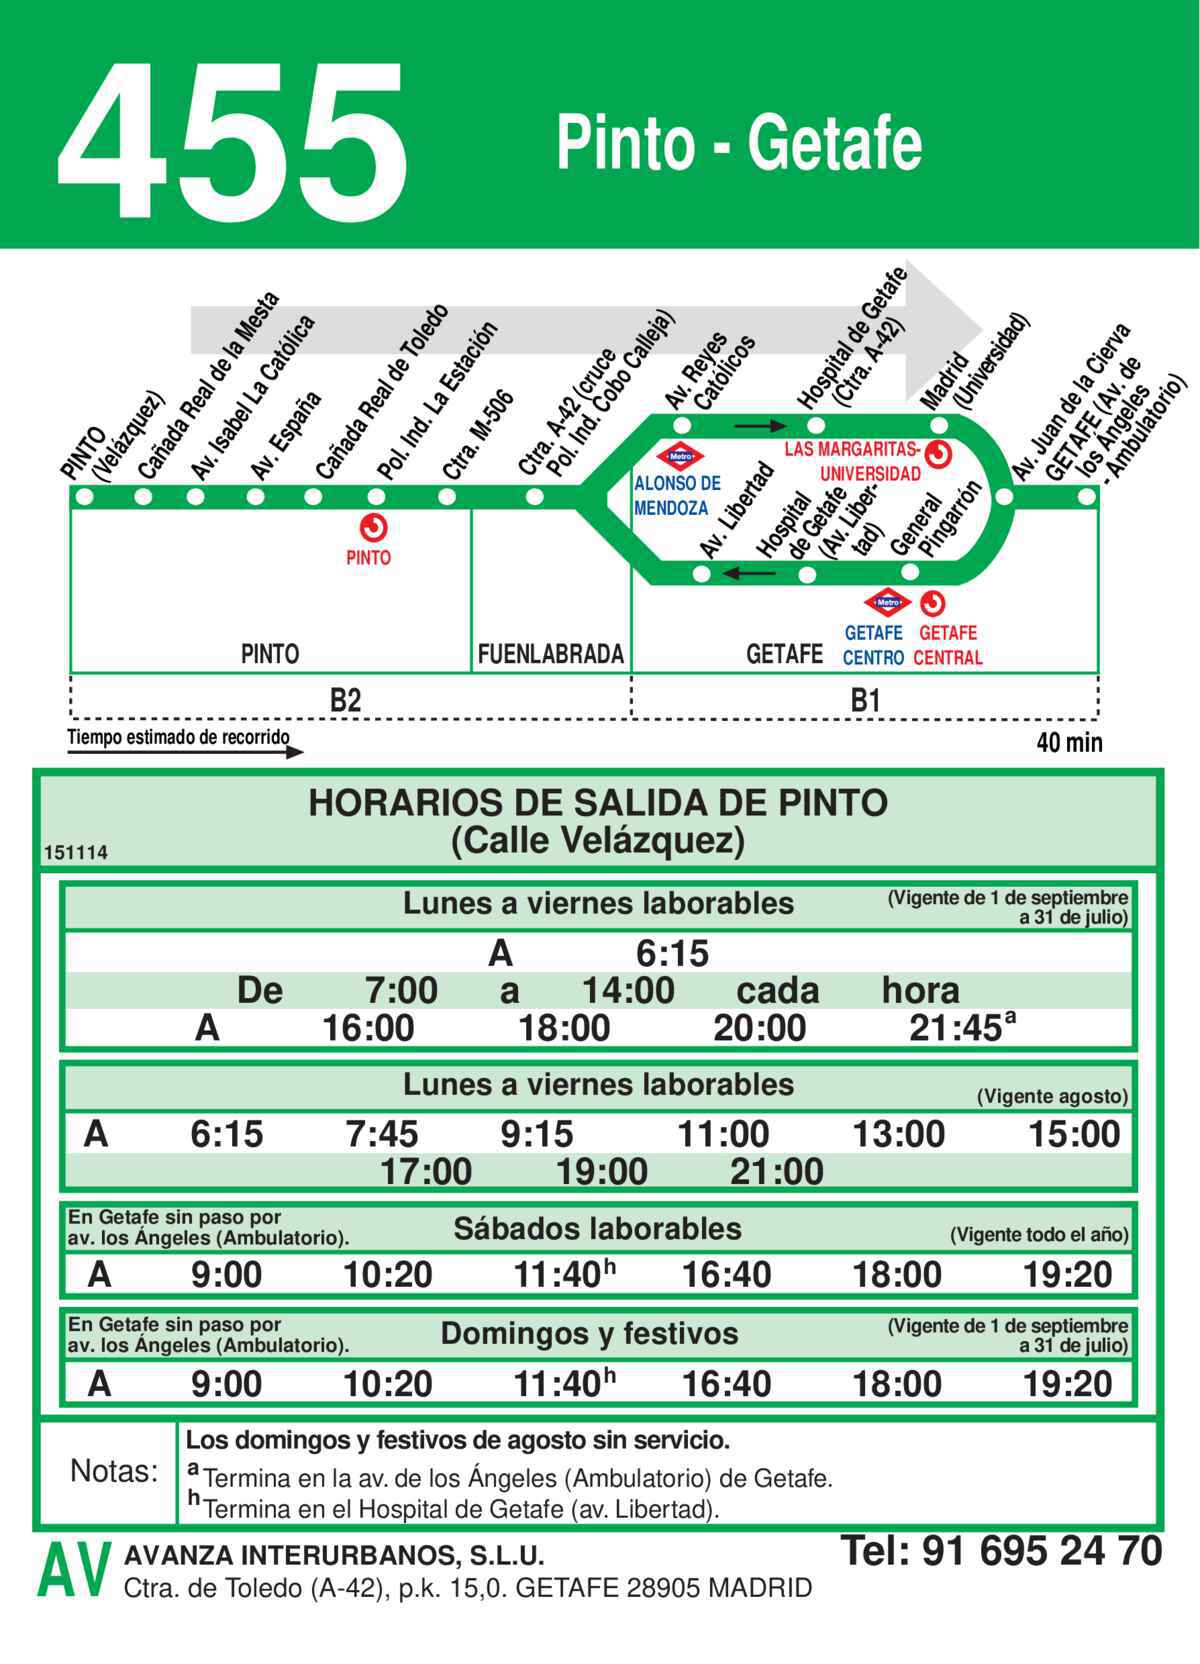 455
Pinto - Getafe
PINTO
(Velázquez)
Cañada Real de la Mesta
Av. Isabel La Católica
Av. España
Cañada Real de Toledo
Pol. Ind. La Estación
Ctra. M-506
Ctra. A-42 (cruce
Pol. Ind. Cobo Calleja)
Av. Reyes
Católicos
Hospital de Getafe
(Ctra. A-42)
Madrid
(Universidad)
Av. Juan de la Cierva
GETAFE (Av. de
los Ángeles
- Ambulatorio)
Metro
ALONSO DE
MENDOZA
LAS MARGARITAS-
UNIVERSIDAD
Av. Libertad
Hospital
de Getafe
(Av. Liber-
tad)
General
Pingarrón
PINTO
Metro
GETAFE
CENTRO
GETAFE
CENTRAL
PINTO
FUENLABRADA
GETAFE
B2
B1
Tiempo estimado de recorrido
40 min
HORARIOS DE SALIDA DE PINTO
(Calle Velázquez)
151114
Lunes a viernes laborables
(Vigente de 1 de septiembre
a 31 de julio)
A 6:15
De 7:00 a 14:00 cada hora
A 16:00 18:00 20:00 21:45a
Lunes a viernes laborables
(Vigente agosto)
A 6:15 7:45 9:15 11:00 13:00 15:00
17:00 19:00 21:00
En Getafe sin paso por
av. los Ángeles (Ambulatorio).
Sábados laborables
(Vigente todo el año)
A 9:00 10:20 11:40h 16:40 18:00 19:20
En Getafe sin paso por
av. los Ángeles (Ambulatorio).
Domingos y festivos
(Vigente de 1 de septiembre
a 31 de julio)
A 9:00 10:20 11:40h 16:40 18:00 19:20
Notas:
Los domingos y festivos de agosto sin servicio.
a Termina en la av. de los Ángeles (Ambulatorio) de Getafe.
h Termina en el Hospital de Getafe (av. Libertad).
AV
AVANZA INTERURBANOS, S.L.U.
Ctra. de Toledo (A-42), p.k. 15,0. GETAFE 28905 MADRID
Tel: 91 695 24 70